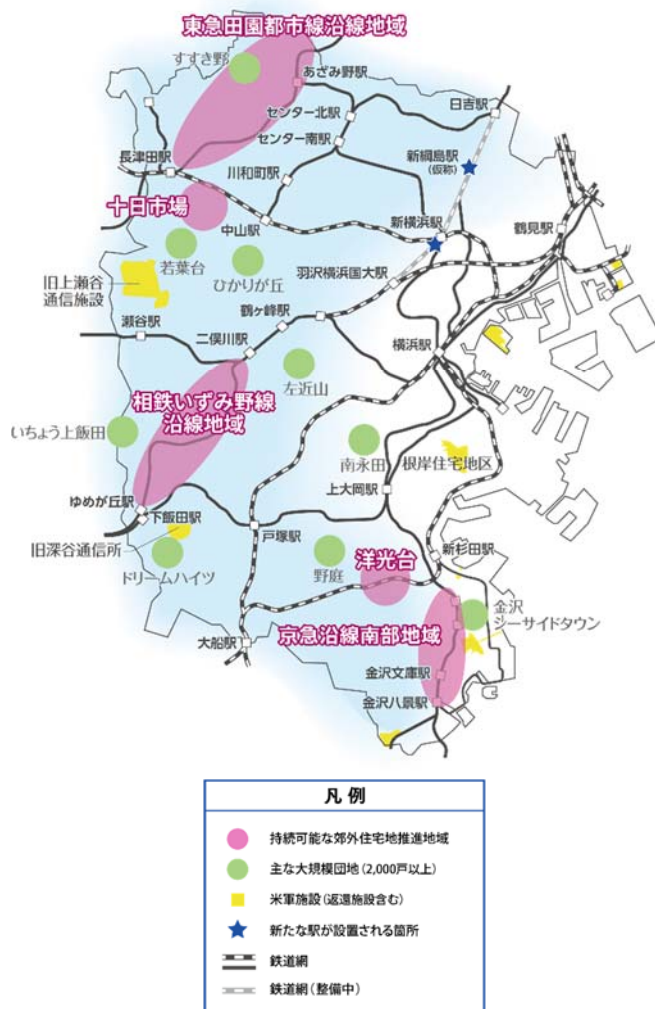 東急田園都市線沿線地域
すすき野
あざみ野駅
日吉駅
センター北駅
センター南駅
新綱島駅
(仮称)
長津田駅
川和町駅
十日市場
中山駅
新横浜駅
鶴見駅
若葉台
ひかりが丘
羽沢横浜国大駅
旧上瀬谷
通信施設
鶴ヶ峰駅
瀬谷駅
二俣川駅
横浜駅
左近山
相鉄いずみ野線
沿線地域
いちょう上飯田
南永田
根岸住宅地区
上大岡駅
ゆめが丘駅
下飯田駅
戸塚駅
新杉田駅
旧深谷通信所
ドリームハイツ
野庭
洋光台
金沢
シーサイドタウン
京急沿線南部地域
大船駅
金沢文庫駅
金沢八景駅
凡例
持続可能な郊外住宅地推進地域
主な大規模団地(2,000戸以上)
米軍施設(返還施設含む)
新たな駅が設置される箇所
鉄道網
鉄道網(整備中)